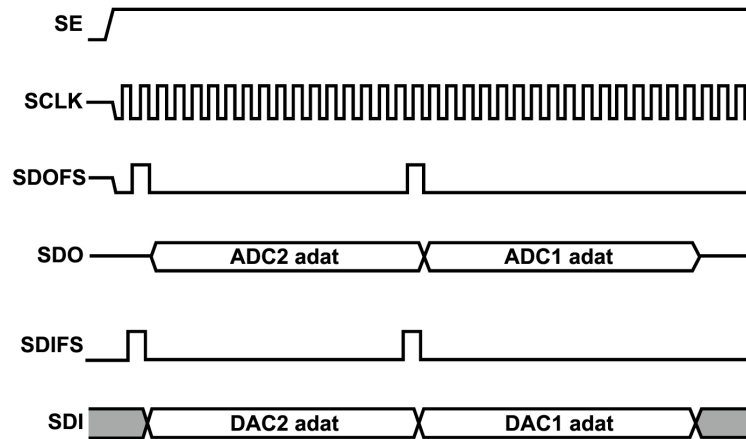 SE
SCLK
SDOFS
SDO ADC2 adat ADC1 adat
SDIFS
SDI DAC2 adat DAC1 adat